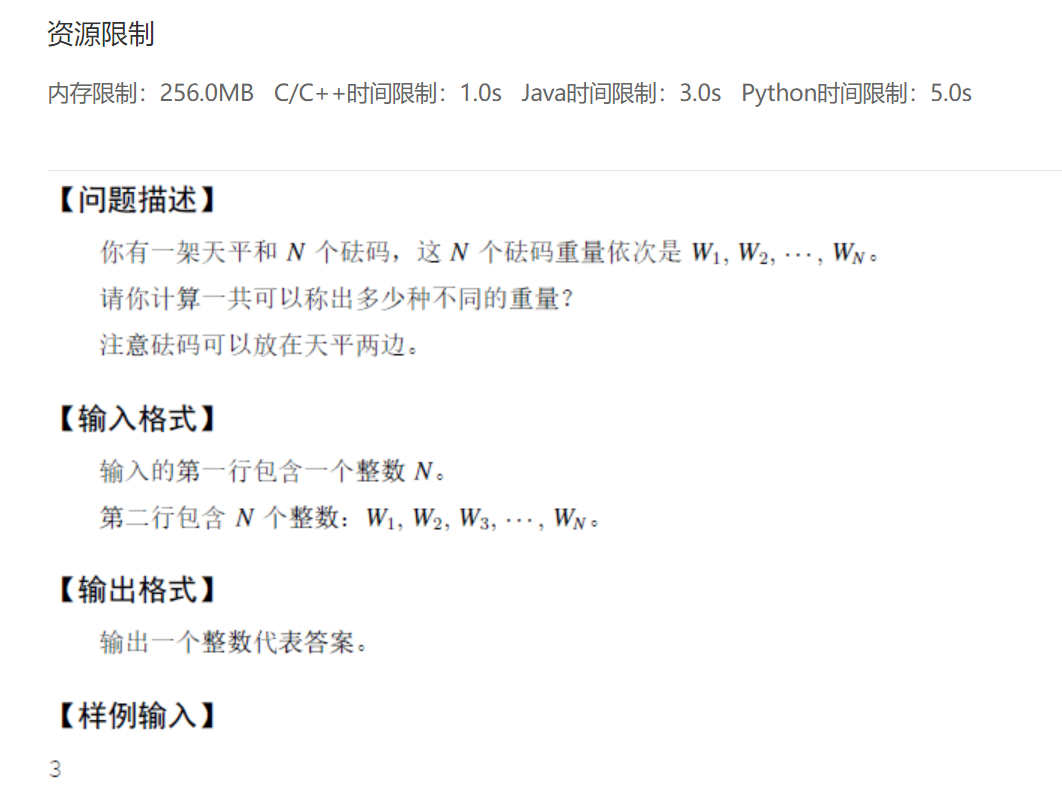 资源限制
内存限制：256.0MB C/C++时间限制：1.0s Java时间限制：3.0s Python时间限制：5.0s
【问题描述】
你有一架天平和 N 个砝码，这 N 个砝码重量依次是 W₁, W₂, ⋯, W_N。
请你计算一共可以称出多少种不同的重量？
注意砝码可以放在天平两边。
【输入格式】
输入的第一行包含一个整数 N。
第二行包含 N 个整数：W₁, W₂, W₃, ⋯, W_N。
【输出格式】
输出一个整数代表答案。
【样例输入】
3